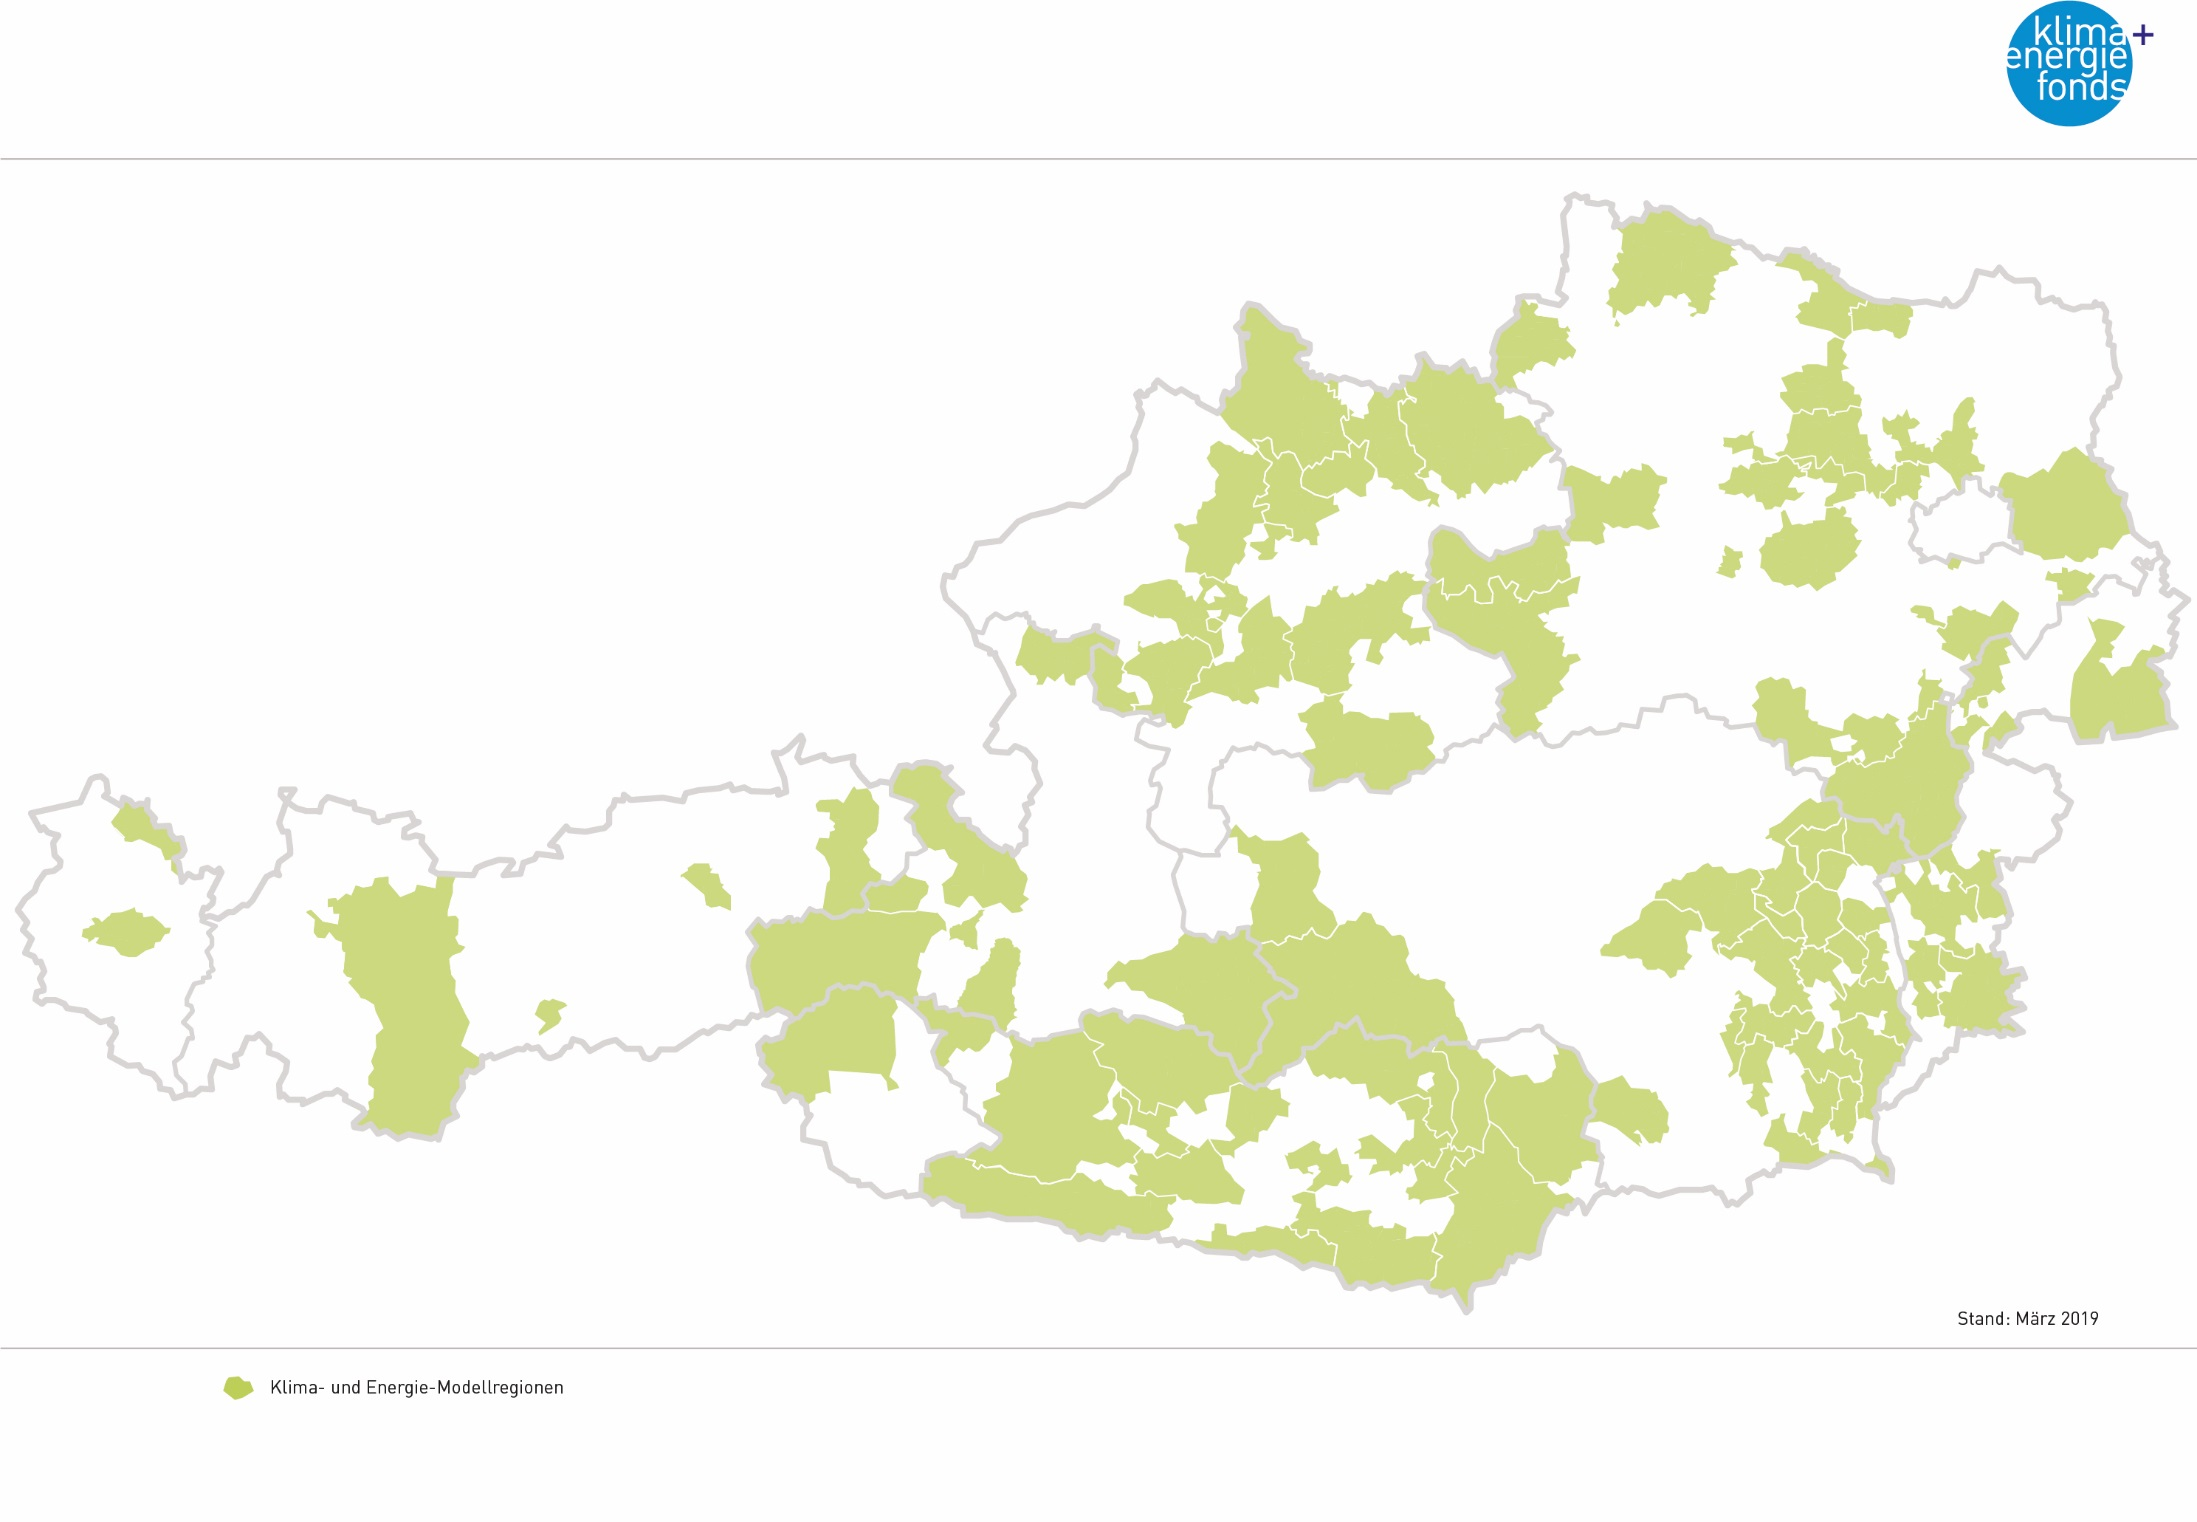 klima+
energie
fonds
Stand: März 2019
Klima- und Energie-Modellregionen